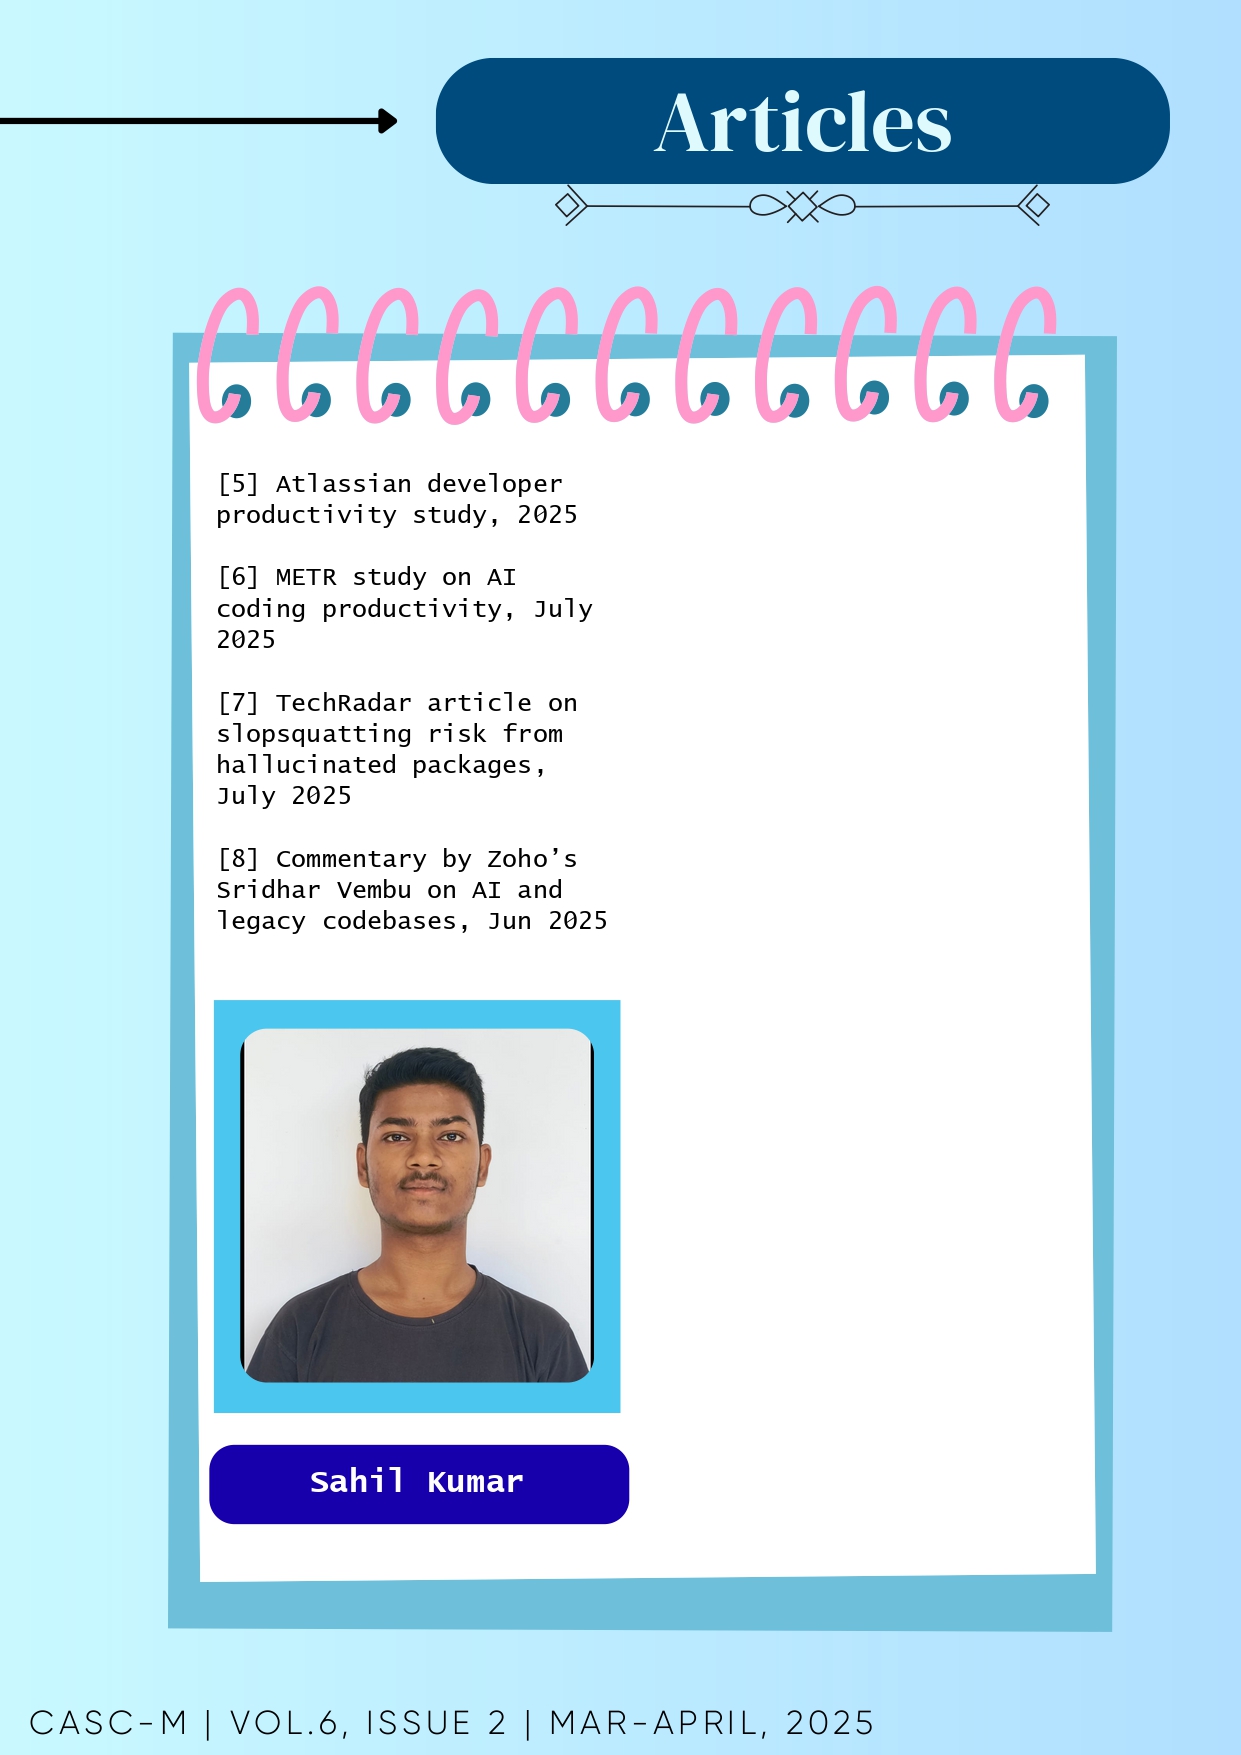 Articles
[5] Atlassian developer
productivity study, 2025
[6] METR study on AI
coding productivity, July
2025
[7] TechRadar article on
slopsquatting risk from
hallucinated packages,
July 2025
[8] Commentary by Zoho’s
Sridhar Vembu on AI and
legacy codebases, Jun 2025
Sahil Kumar
CASC-M | VOL.6, ISSUE 2 | MAR-APRIL, 2025